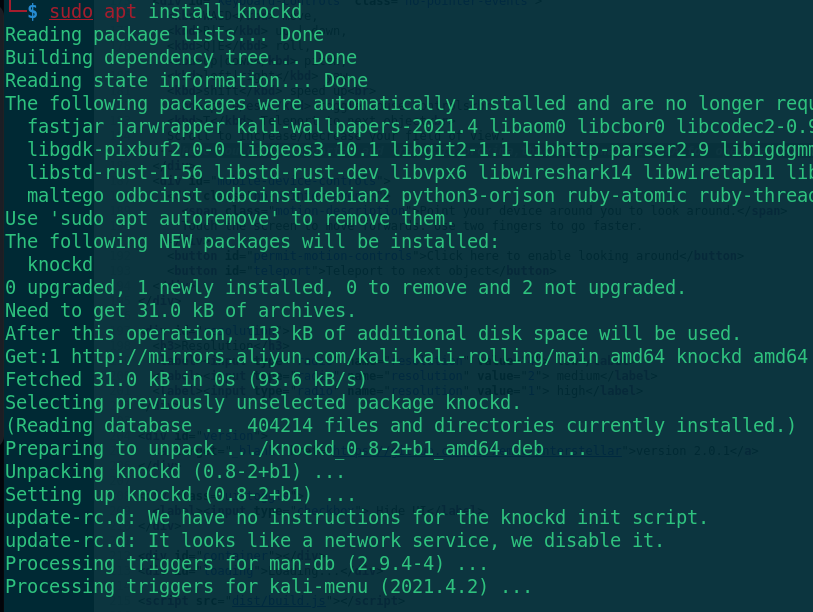 └─$ sudo apt install knockd
Reading package lists... Done
Building dependency tree... Done
Reading state information... Done
The following packages were automatically installed and are no longer requ
fastjar jarwrapper kali-wallpapers-2021.4 libaom0 libcbor0 libcodec2-0.9
libgdk-pixbuf2.0-0 libgeos3.10.1 libgit2-1.1 libhttp-parser2.9 libigdgmm
libstd-rust-1.56 libstd-rust-dev libvpx6 libwireshark14 libwiretap11 lib
maltego odbcinst odbcinst1debian2 python3-orjson ruby-atomic ruby-thread
Use 'sudo apt autoremove' to remove them.
The following NEW packages will be installed:
knockd
0 upgraded, 1 newly installed, 0 to remove and 2 not upgraded.
Need to get 31.0 kB of archives.
After this operation, 113 kB of additional disk space will be used.
Get:1 http://mirrors.aliyun.com/kali kali-rolling/main amd64 knockd amd64
Fetched 31.0 kB in 0s (93.6 kB/s)
Selecting previously unselected package knockd.
(Reading database ... 404214 files and directories currently installed.)
Preparing to unpack .../knockd_0.8-2+b1_amd64.deb ...
Unpacking knockd (0.8-2+b1) ...
Setting up knockd (0.8-2+b1) ...
update-rc.d: We have no instructions for the knockd init script.
update-rc.d: It looks like a network service, we disable it.
Processing triggers for man-db (2.9.4-4) ...
Processing triggers for kali-menu (2021.4.2) ...